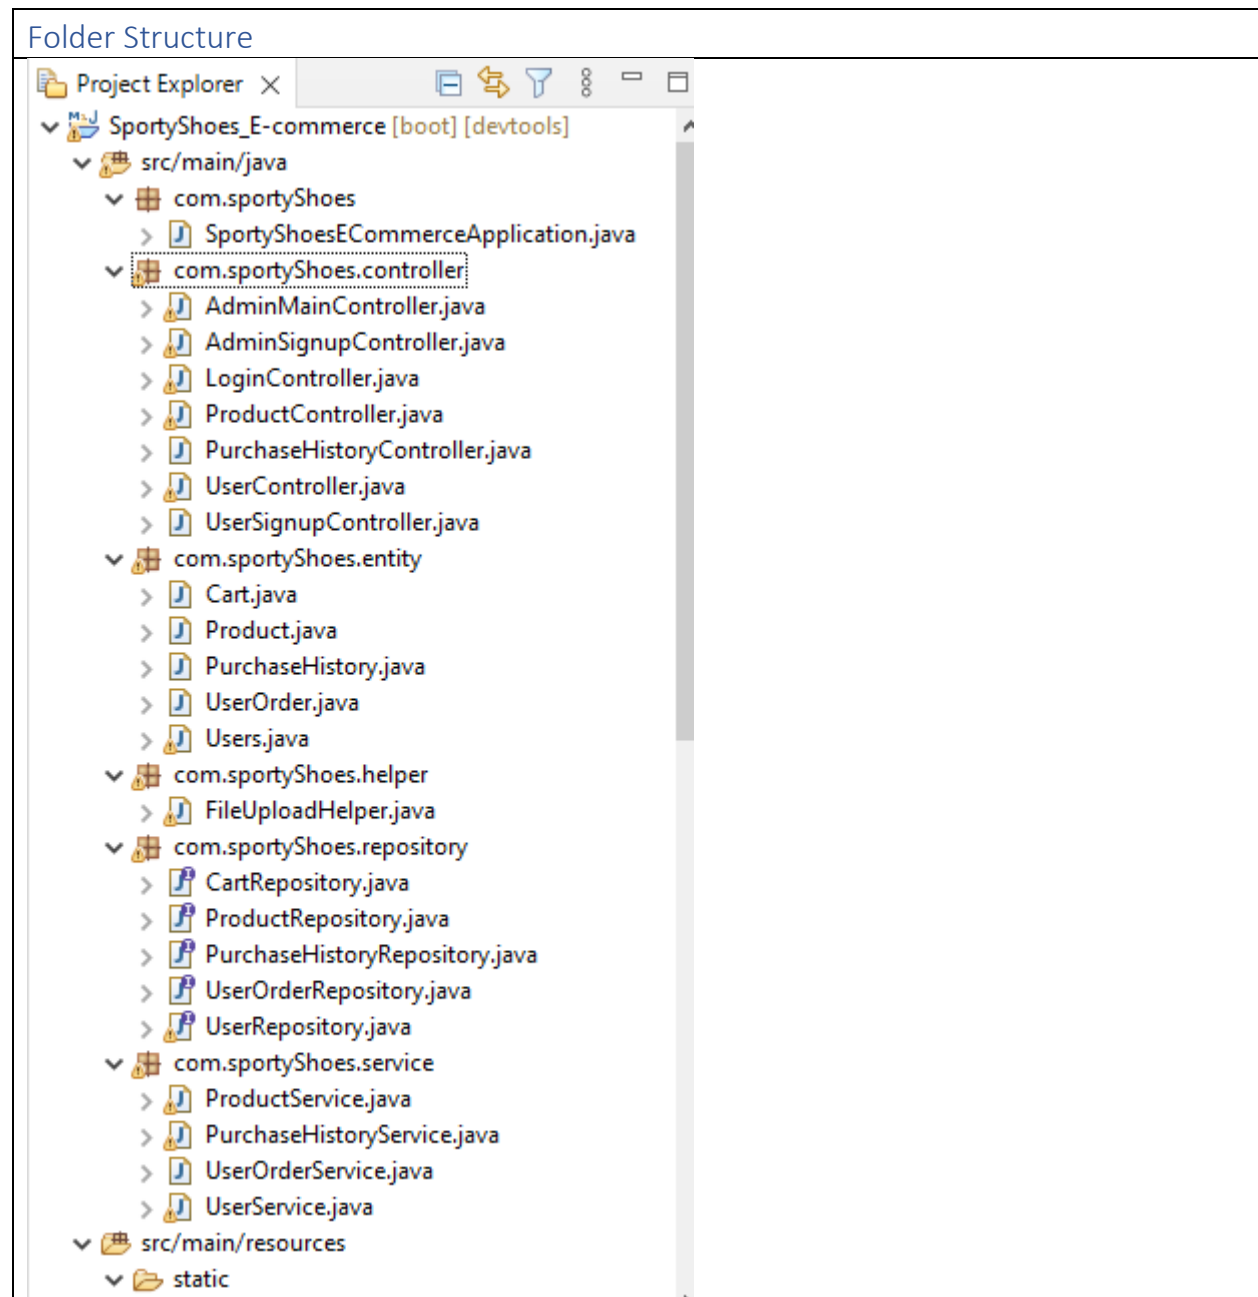 Folder Structure
Project Explorer
SportyShoes_E-commerce [boot] [devtools]
src/main/java
com.sportyShoes
SportyShoesECommerceApplication.java
com.sportyShoes.controller
AdminMainController.java
AdminSignupController.java
LoginController.java
ProductController.java
PurchaseHistoryController.java
UserController.java
UserSignupController.java
com.sportyShoes.entity
Cart.java
Product.java
PurchaseHistory.java
UserOrder.java
Users.java
com.sportyShoes.helper
FileUploadHelper.java
com.sportyShoes.repository
CartRepository.java
ProductRepository.java
PurchaseHistoryRepository.java
UserOrderRepository.java
UserRepository.java
com.sportyShoes.service
ProductService.java
PurchaseHistoryService.java
UserOrderService.java
UserService.java
src/main/resources
static